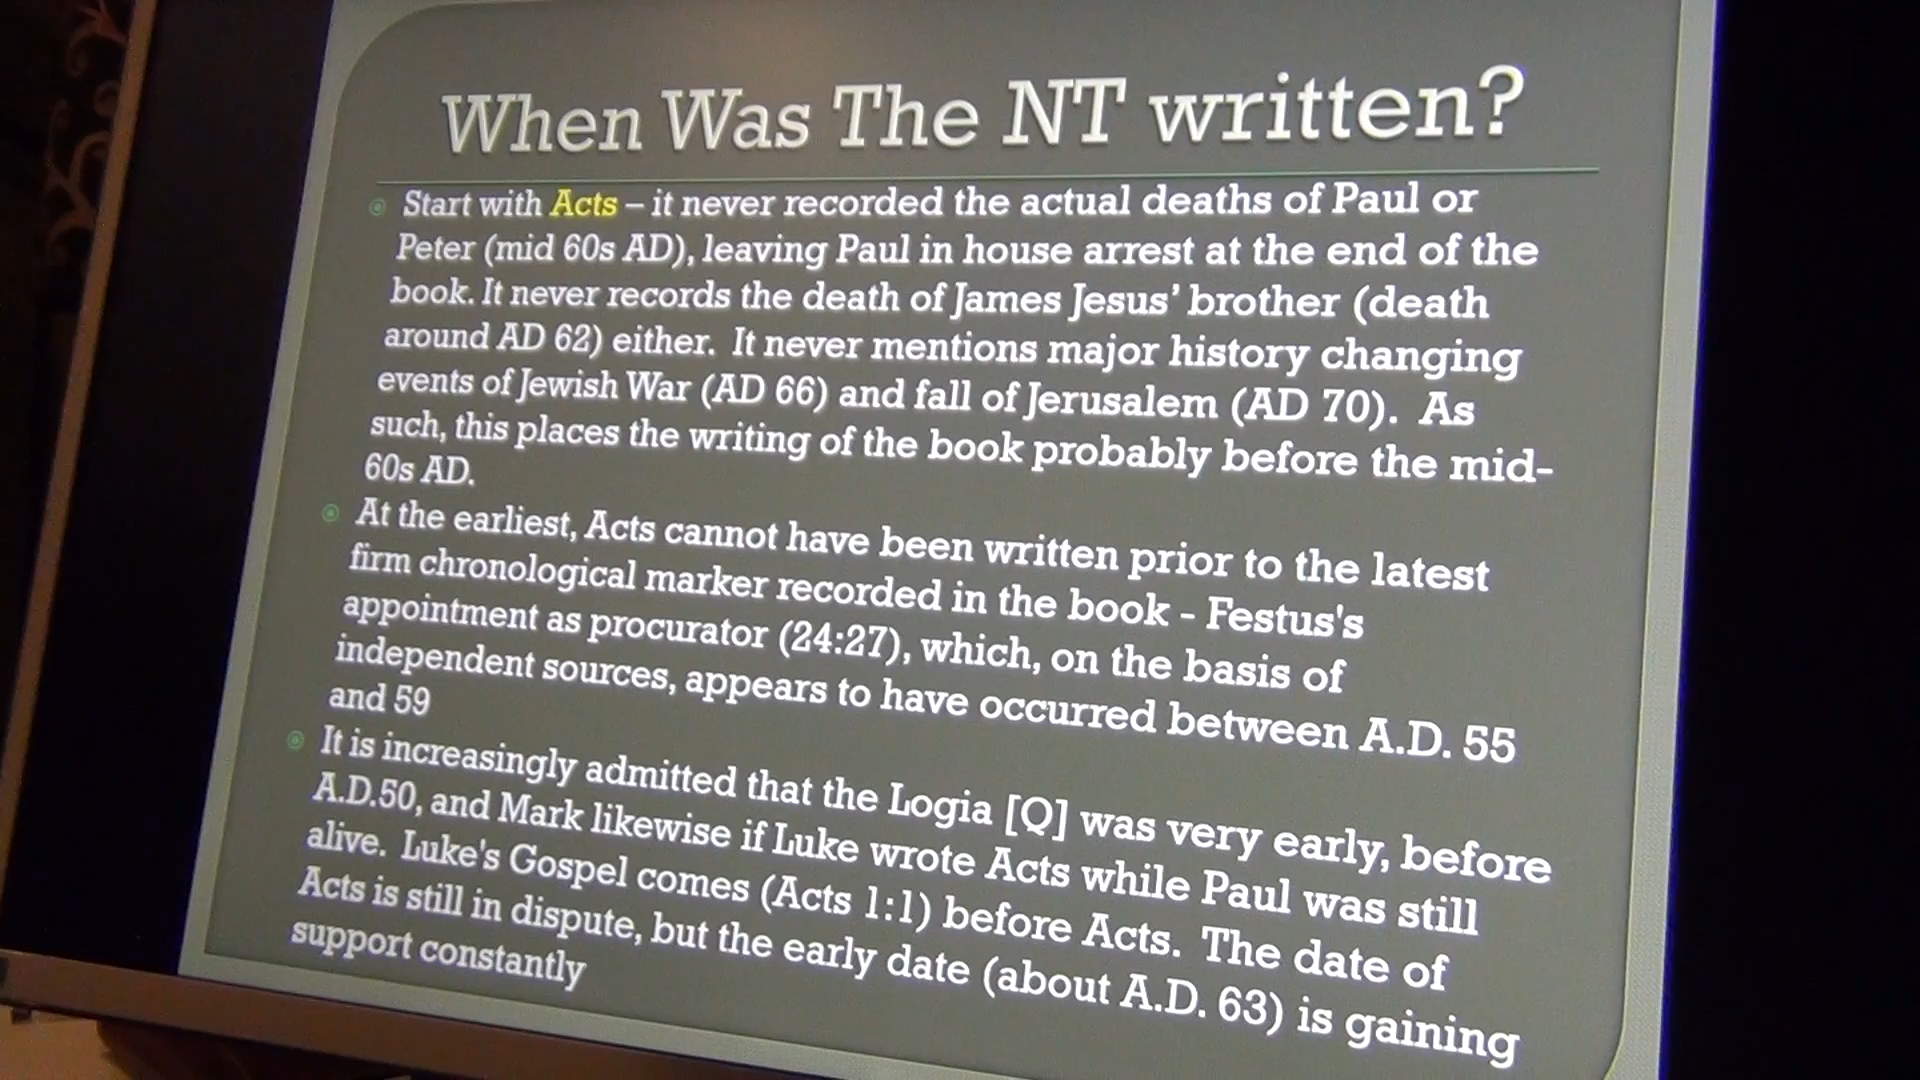 When Was The NT written?
Start with Acts – it never recorded the actual deaths of Paul or
Peter (mid 60s AD), leaving Paul in house arrest at the end of the
book. It never records the death of James Jesus' brother (death
around AD 62) either. It never mentions major history changing
events of Jewish War (AD 66) and fall of Jerusalem (AD 70). As
such, this places the writing of the book probably before the mid-
60s AD.
At the earliest, Acts cannot have been written prior to the latest
firm chronological marker recorded in the book - Festus's
appointment as procurator (24:27), which, on the basis of
independent sources, appears to have occurred between A.D. 55
and 59
It is increasingly admitted that the Logia [Q] was very early, before
A.D.50, and Mark likewise if Luke wrote Acts while Paul was still
alive. Luke's Gospel comes (Acts 1:1) before Acts. The date of
Acts is still in dispute, but the early date (about A.D. 63) is gaining
support constantly